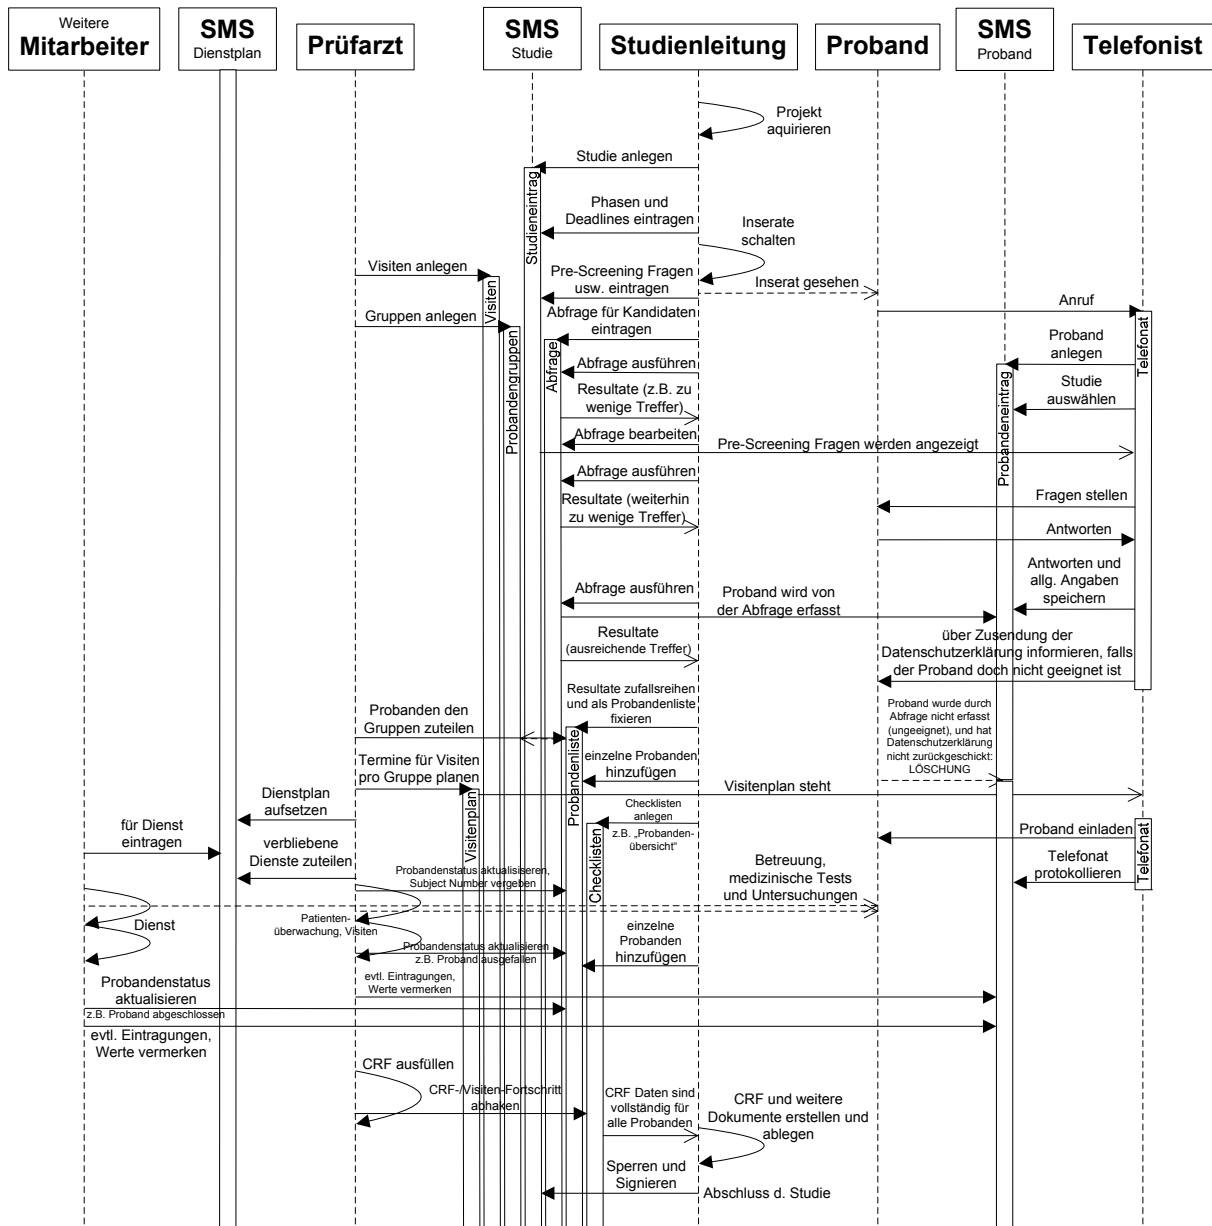 Weitere
Mitarbeiter
SMS
Dienstplan
Prüfarzt
SMS
Studie
Studienleitung
Proband
SMS
Proband
Telefonist
Projekt
aquirieren
Studie anlegen
Studieneintrag
Phasen und
Deadlines eintragen
Inserate
schalten
Visiten anlegen
Visiten
Pre-Screening Fragen
usw. eintragen
Inserat gesehen
Anruf
Gruppen anlegen
Probandengruppen
Abfrage für Kandidaten
eintragen
Abfrage
Telefonat
Proband
anlegen
Probandeneintrag
Abfrage ausführen
Studie
auswählen
Resultate (z.B. zu
wenige Treffer)
Abfrage bearbeiten
Pre-Screening Fragen werden angezeigt
Abfrage ausführen
Resultate (weiterhin
zu wenige Treffer)
Fragen stellen
Antworten
Antworten und
allg. Angaben
speichern
Abfrage ausführen
Proband wird von
der Abfrage erfasst
Resultate
(ausreichende Treffer)
über Zusendung der
Datenschutzerklärung informieren, falls
der Proband doch nicht geeignet ist
Resultate zufallsreihen
und als Probandenliste
fixieren
Probanden den
Gruppen zuteilen
Probandenliste
Proband wurde durch
Abfrage nicht erfasst
(ungeeignet), und hat
Datenschutzerklärung
nicht zurückgeschickt:
LÖSCHUNG
Termine für Visiten
pro Gruppe planen
einzelne Probanden
hinzufügen
Visitenplan steht
Visitenplan
Dienstplan
aufsetzen
Checklisten
anlegen
z.B. „Probanden-
übersicht“
Checklisten
für Dienst
eintragen
Proband einladen
Telefonat
verbliebene
Dienste zuteilen
Telefonat
protokollieren
Probandenstatus aktualisiseren,
Subject Number vergeben
Betreuung,
medizinische Tests
und Untersuchungen
Dienst
Patienten-
überwachung, Visiten
Probandenstatus aktualisieren
z.B. Proband ausgefallen
einzelne
Probanden
hinzufügen
evtl. Eintragungen,
Werte vermerken
Probandenstatus
aktualisieren
z.B. Proband abgeschlossen
evtl. Eintragungen,
Werte vermerken
CRF ausfüllen
CRF-/Visiten-Fortschritt
abhaken
CRF Daten sind
vollständig für
alle Probanden
CRF und weitere
Dokumente erstellen und
ablegen
Sperren und
Signieren
Abschluss d. Studie